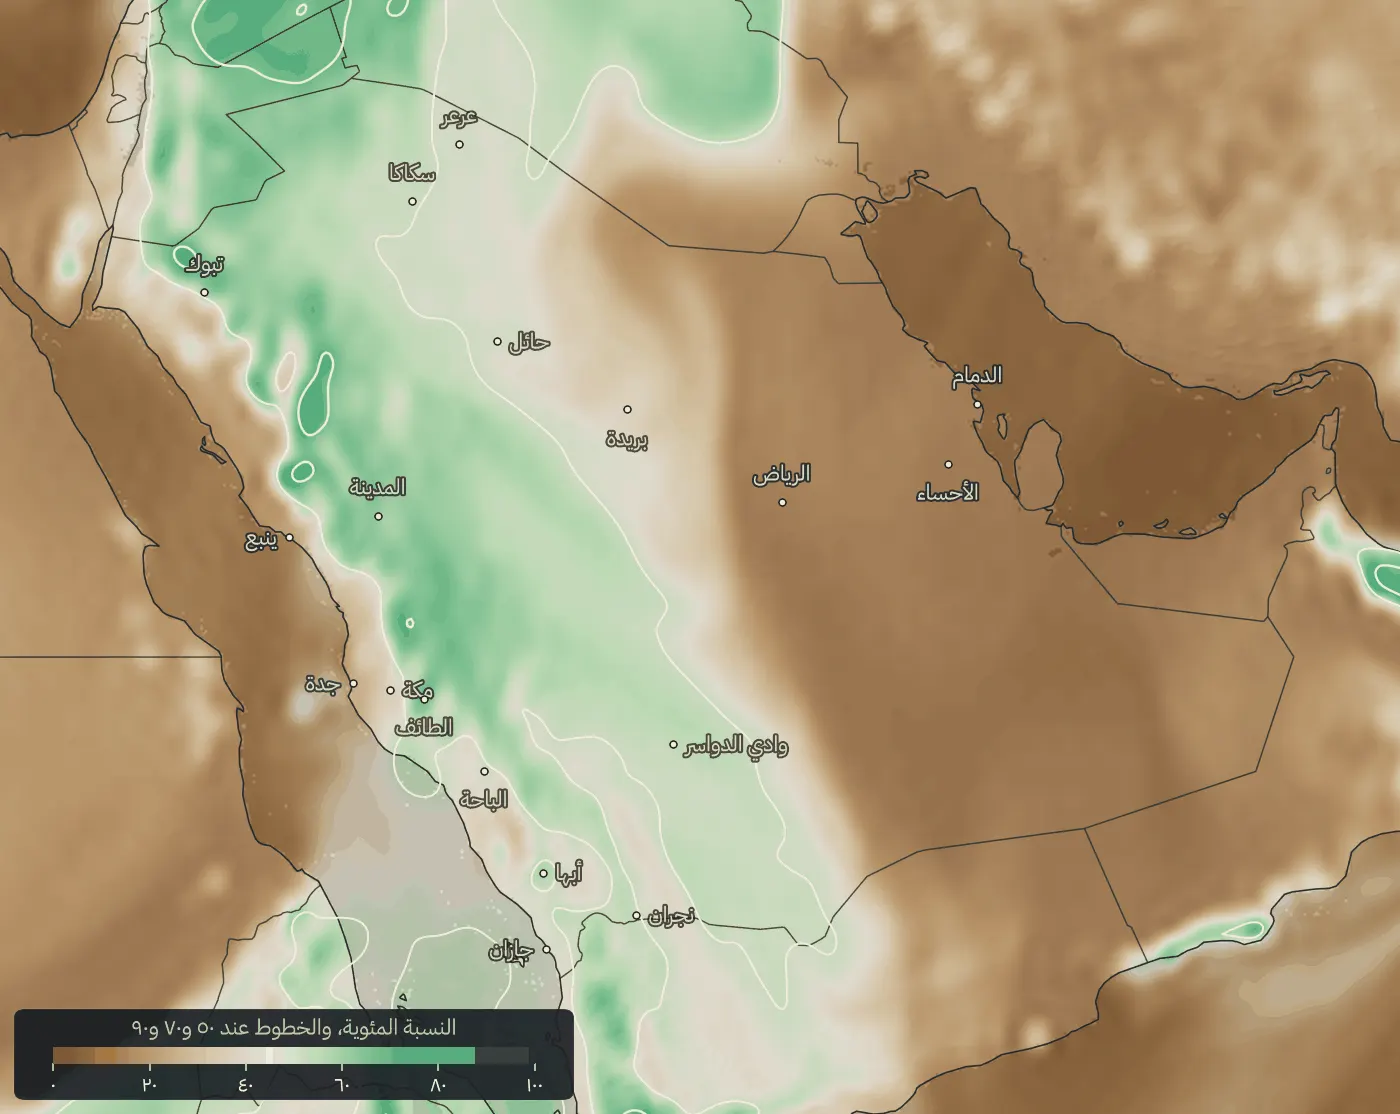 عرعر
سكاكا
تبوك
حائل
بريدة
الدمام
الرياض
الأحساء
المدينة
ينبع
جدة
مكة
الطائف
وادي الدواسر
الباحة
أبها
نجران
جازان
النسبة المئوية، والخطوط عند ٥٠ و٧٠ و٩٠
٠ ٢٠ ٤٠ ٦٠ ٨٠ ١٠٠